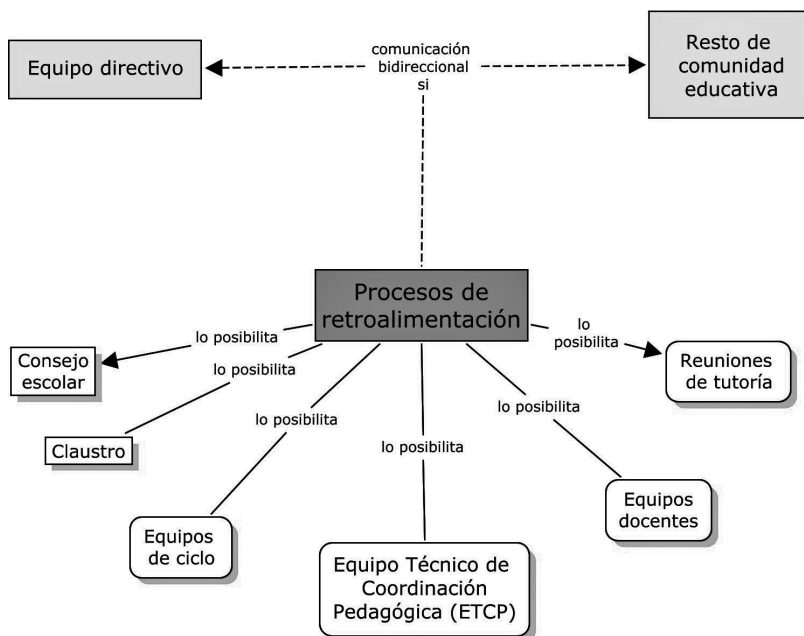 Equipo directivo
comunicación
bidireccional
si
Resto de
comunidad
educativa
Procesos de
retroalimentación
lo posibilita
Consejo
escolar
lo posibilita
Claustro
lo posibilita
Equipos
de ciclo
lo posibilita
Equipo Técnico de
Coordinación
Pedagógica (ETCP)
lo posibilita
Equipos
docentes
lo
posibilita
Reuniones
de tutoría